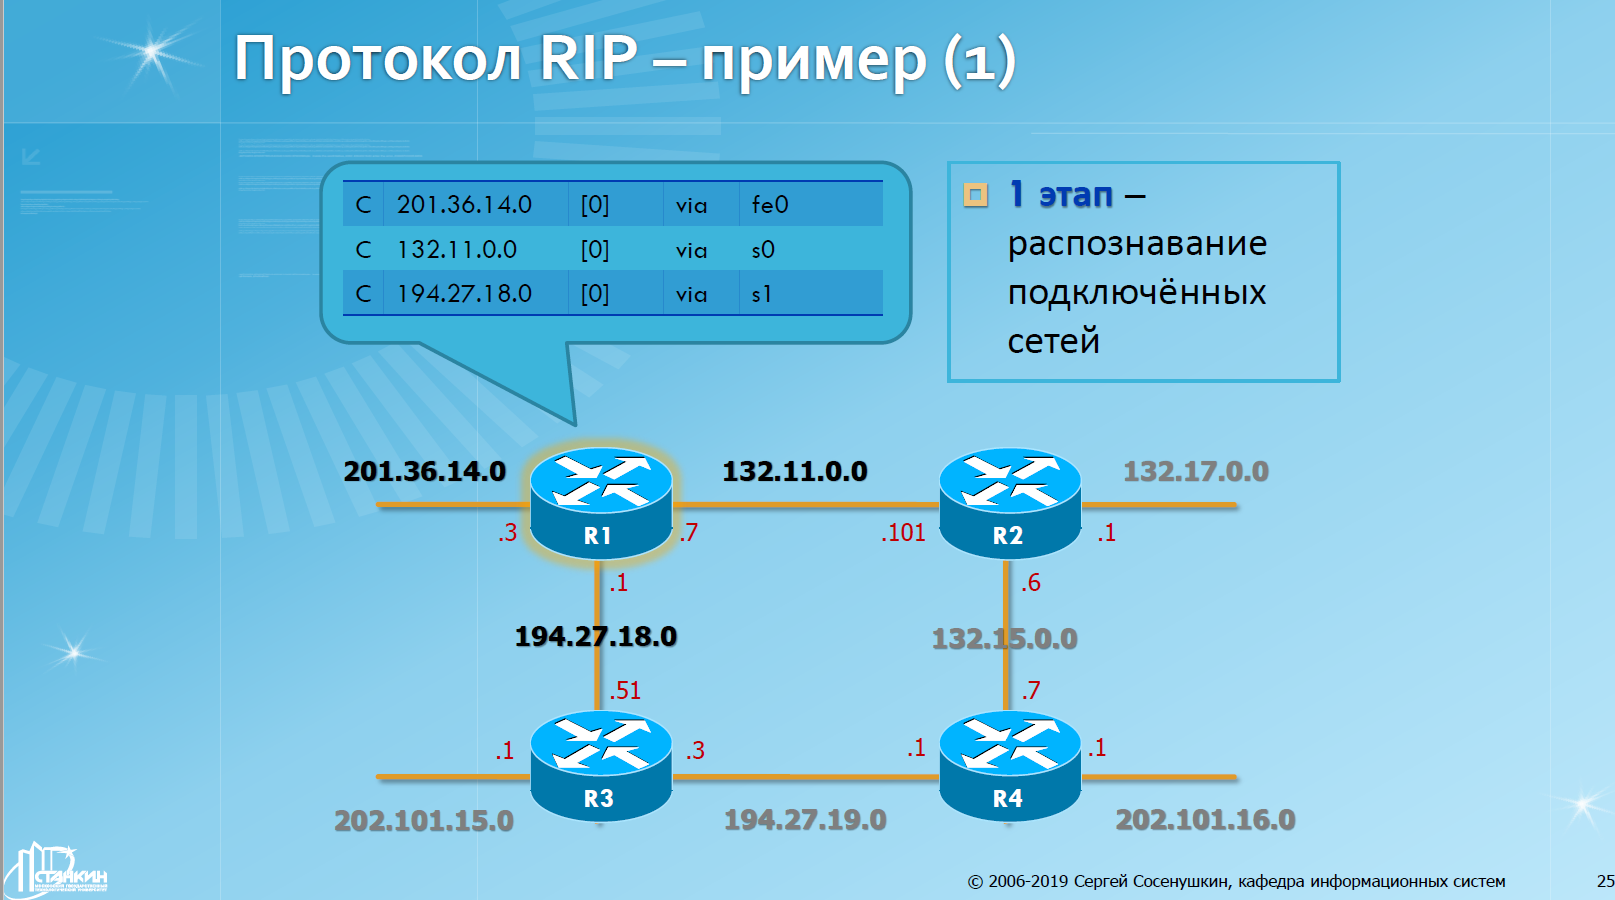 Протокол RIP – пример (1)
C 201.36.14.0 [0] via fe0
C 132.11.0.0 [0] via s0
C 194.27.18.0 [0] via s1
1 этап –
распознавание
подключённых
сетей
201.36.14.0
132.11.0.0
132.17.0.0
.3
R1
.7
.101
R2
.1
.1
.6
194.27.18.0
132.15.0.0
.51
.7
.1
R3
.3
.1
R4
.1
202.101.15.0
194.27.19.0
202.101.16.0
СТАНКИН
© 2006-2019 Сергей Сосенушкин, кафедра информационных систем
25